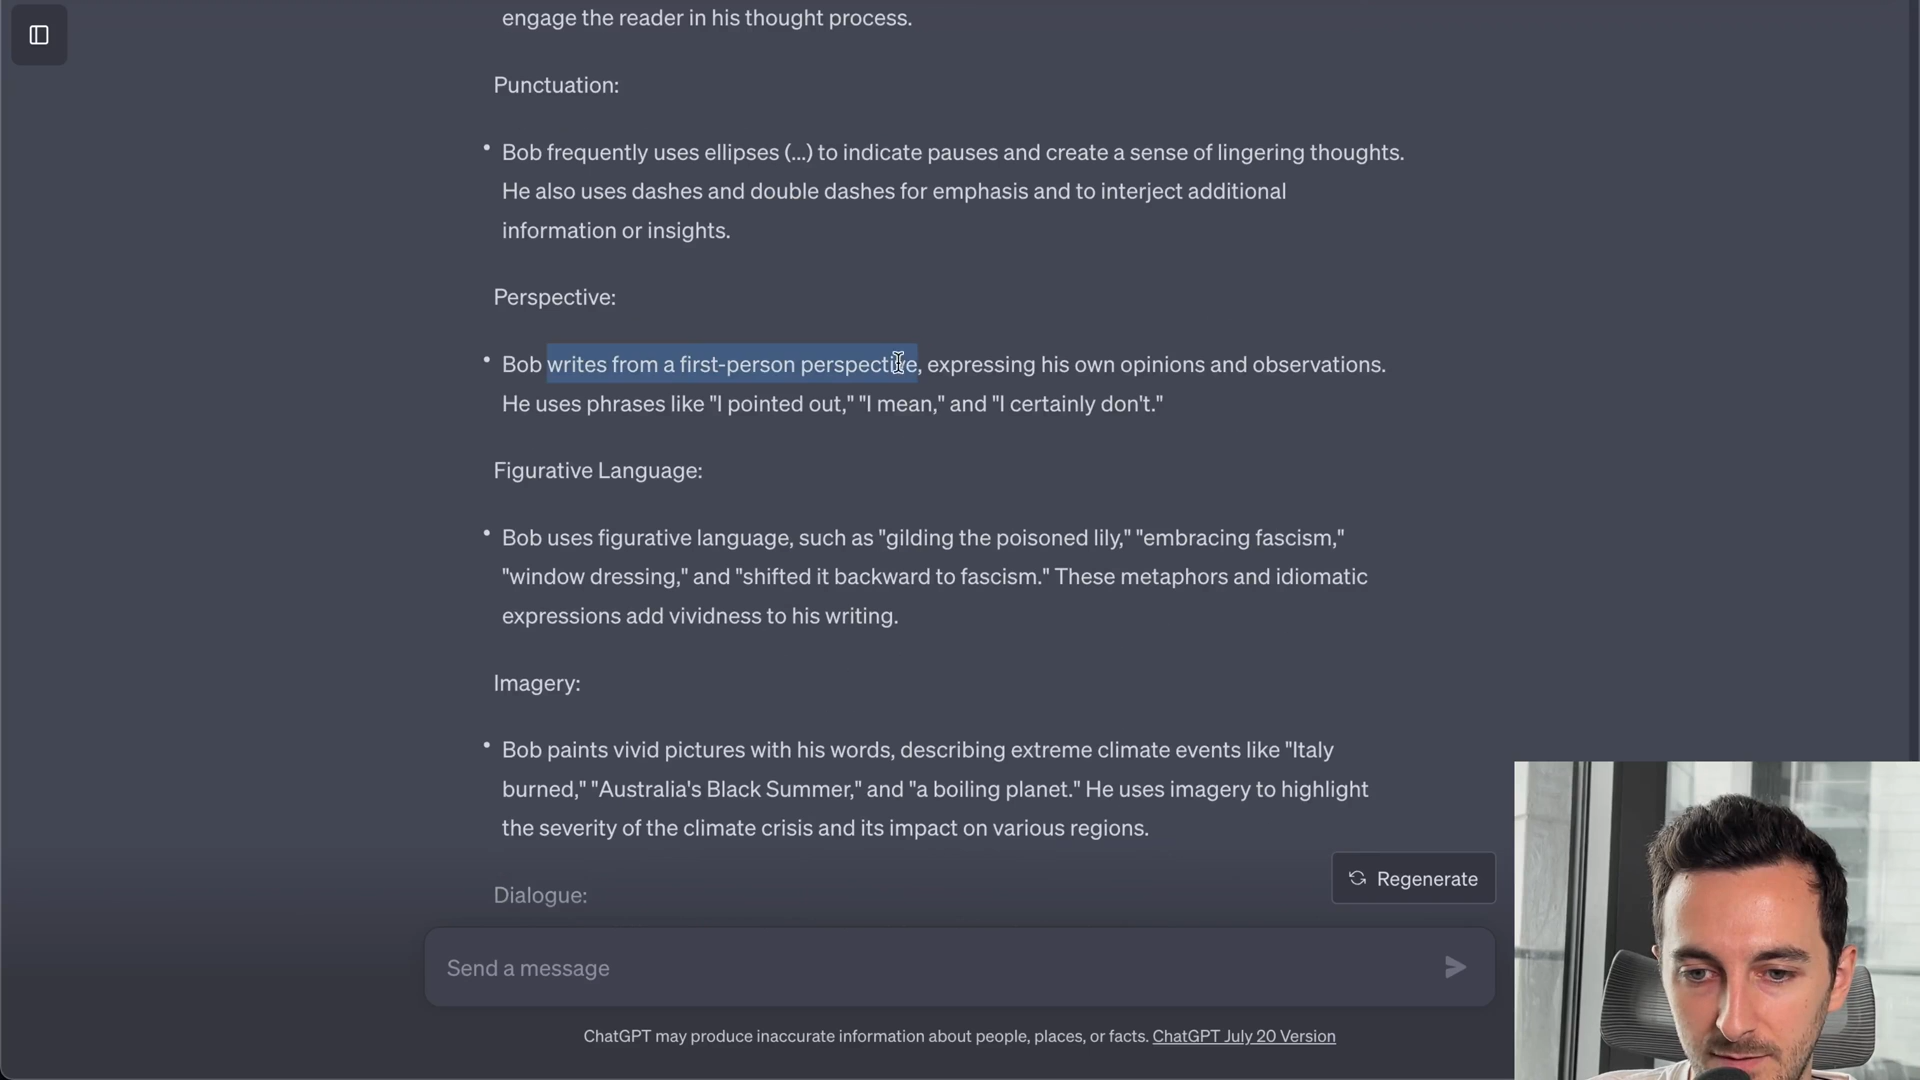 engage the reader in his thought process.
Punctuation:
• Bob frequently uses ellipses (...) to indicate pauses and create a sense of lingering thoughts.
He also uses dashes and double dashes for emphasis and to interject additional
information or insights.
Perspective:
• Bob writes from a first-person perspective, expressing his own opinions and observations.
He uses phrases like "I pointed out," "I mean," and "I certainly don't."
Figurative Language:
• Bob uses figurative language, such as "gilding the poisoned lily," "embracing fascism,"
"window dressing," and "shifted it backward to fascism." These metaphors and idiomatic
expressions add vividness to his writing.
Imagery:
• Bob paints vivid pictures with his words, describing extreme climate events like "Italy
burned," "Australia's Black Summer," and "a boiling planet." He uses imagery to highlight
the severity of the climate crisis and its impact on various regions.
Regenerate
Dialogue:
Send a message
ChatGPT may produce inaccurate information about people, places, or facts. ChatGPT July 20 Version